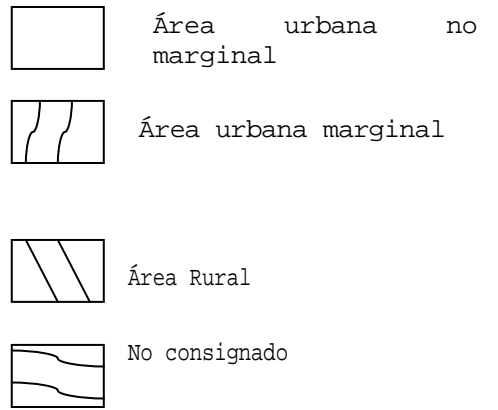 Área urbana no
marginal
Área urbana marginal
Área Rural
No consignado